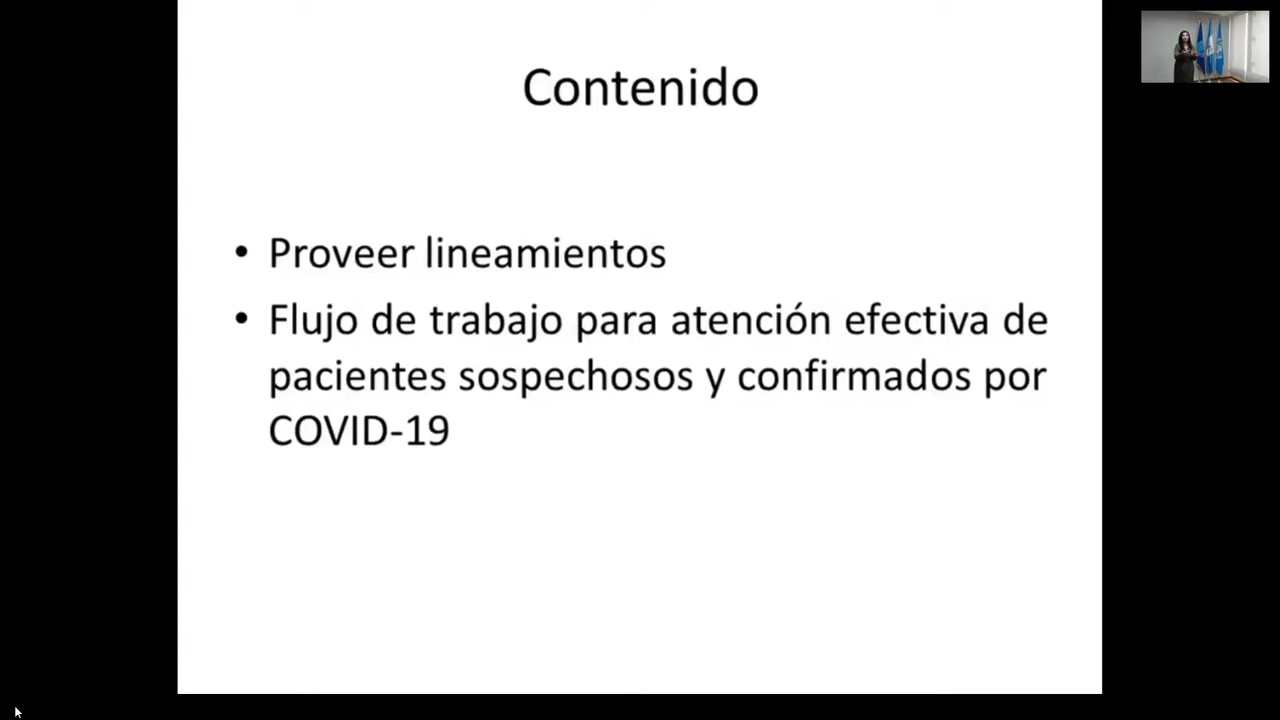 Contenido
• Proveer lineamientos
• Flujo de trabajo para atención efectiva de
pacientes sospechosos y confirmados por
COVID-19